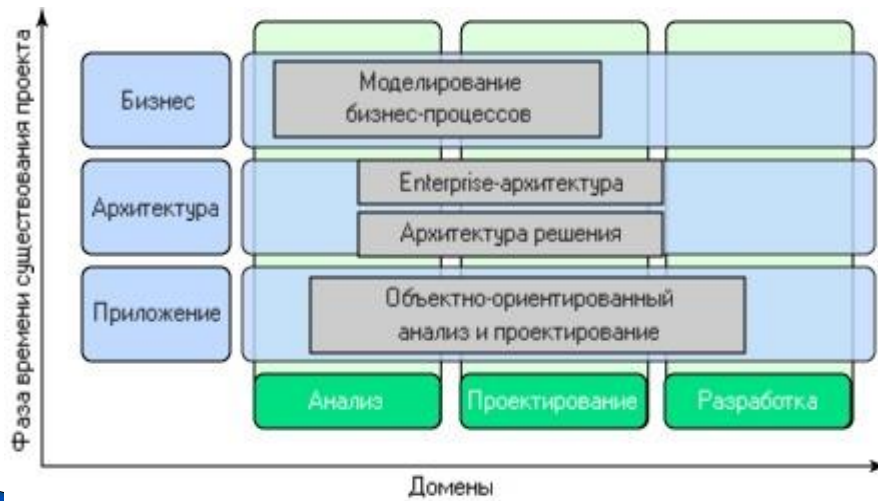 Фаза времени существования проекта
Бизнес
Моделирование
бизнес-процессов
Архитектура
Enterprise-архитектура
Архитектура решения
Приложение
Объектно-ориентированный
анализ и проектирование
Анализ
Проектирование
Разработка
Домены